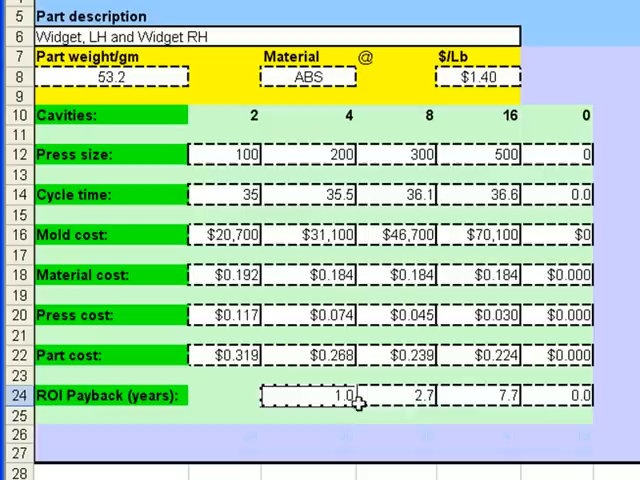 4
5 Part description
6 Widget, LH and Widget RH
7 Part weight/gm Material @ $/Lb
8 53.2 ABS $1.40
9
10 Cavities: 2 4 8 16 0
11
12 Press size: 100 200 300 500 0
13
14 Cycle time: 35 35.5 36.1 36.6 0.0
15
16 Mold cost: $20,700 $31,100 $46,700 $70,100 $0
17
18 Material cost: $0.192 $0.184 $0.184 $0.184 $0.000
19
20 Press cost: $0.117 $0.074 $0.045 $0.030 $0.000
21
22 Part cost: $0.319 $0.268 $0.239 $0.224 $0.000
23
24 ROI Payback (years): 1.0 2.7 7.7 0.0
25
26
27
28